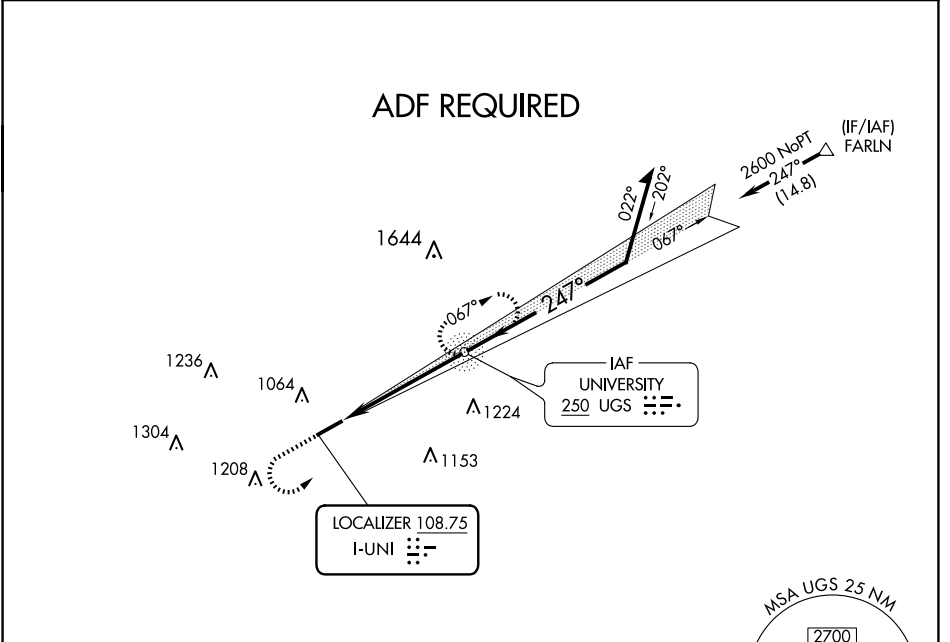 ADF REQUIRED
(IF/IAF)
FARLN
2600 NoPT
247°
(14.8)
022°
202°
067°
1644
247°
067°
1236
1064
IAF
UNIVERSITY
250 UGS
1224
1304
1153
1208
LOCALIZER 108.75
I-UNI
MSA UGS 25 NM
2700